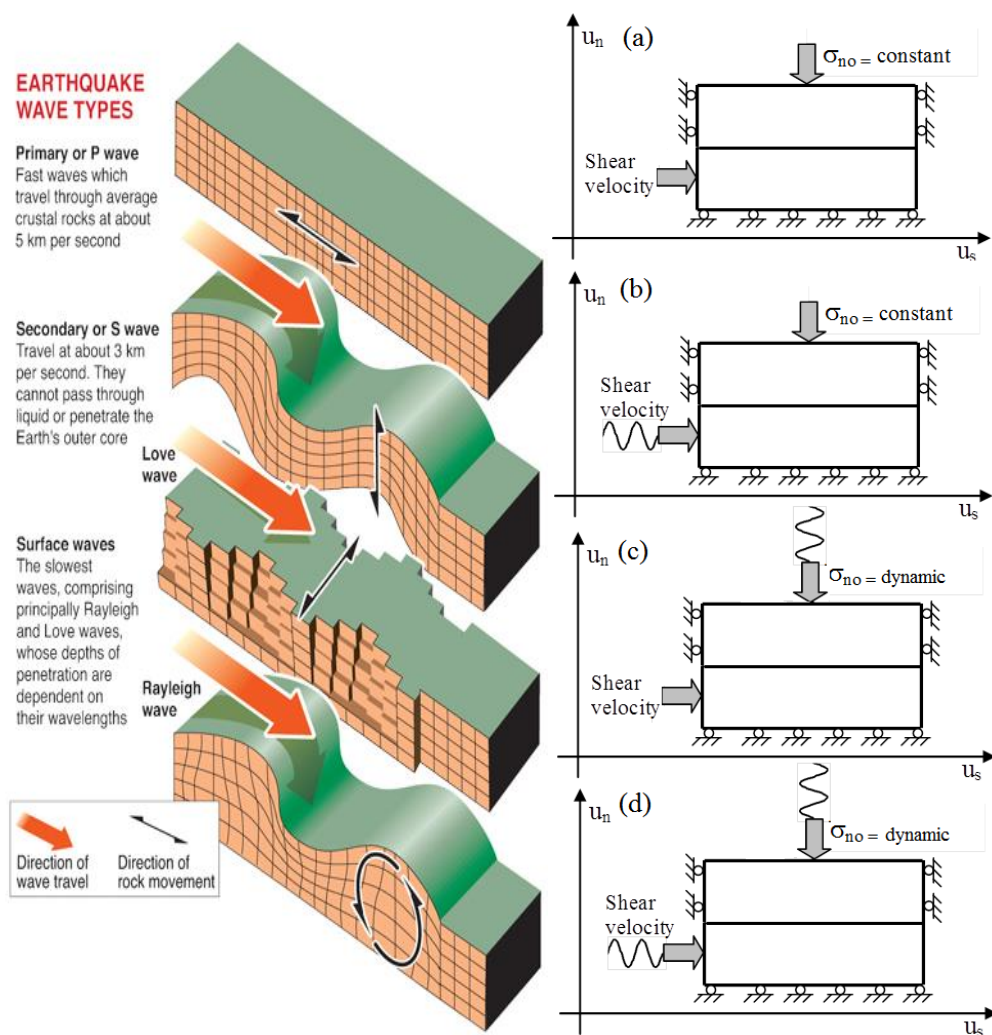 EARTHQUAKE
WAVE TYPES
Primary or P wave
Fast waves which
travel through average
crustal rocks at about
5 km per second
Secondary or S wave
Travel at about 3 km
per second. They
cannot pass through
liquid or penetrate the
Earth's outer core
Love
wave
Surface waves
The slowest
waves, comprising
principally Rayleigh
and Love waves,
whose depths of
penetration are
dependent on
their wavelengths
Rayleigh
wave
Direction of
wave travel
Direction of
rock movement
uₙ
(a)
σno = constant
Shear
velocity
uₛ
uₙ
(b)
σno = constant
Shear
velocity
uₛ
uₙ
(c)
σno = dynamic
Shear
velocity
uₛ
uₙ
(d)
σno = dynamic
Shear
velocity
uₛ